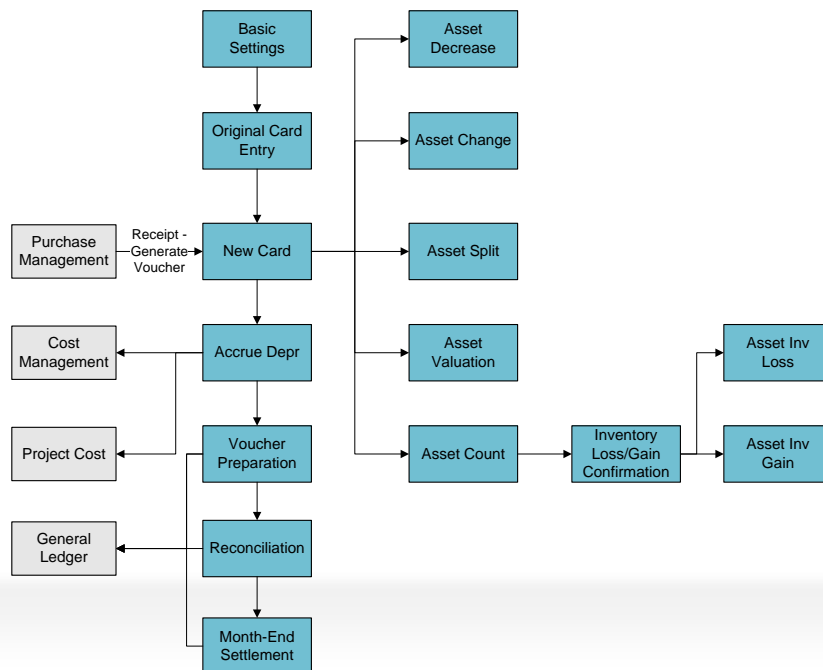 Basic
Settings
Asset
Decrease
Original Card
Entry
Asset Change
Purchase
Management
Receipt -
Generate
Voucher
New Card
Asset Split
Cost
Management
Accrue Depr
Asset
Valuation
Asset Inv
Loss
Project Cost
Voucher
Preparation
Asset Count
Inventory
Loss/Gain
Confirmation
Asset Inv
Gain
General
Ledger
Reconciliation
Month-End
Settlement